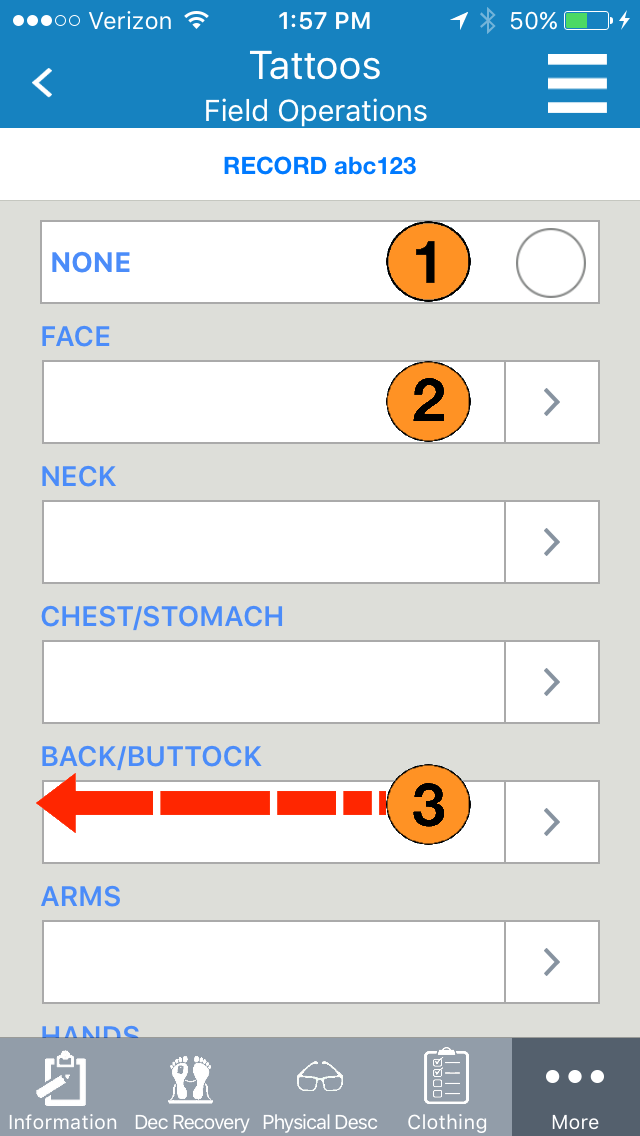 Verizon 1:57 PM 50%
Tattoos
Field Operations
RECORD abc123
NONE 1
FACE
2
NECK
CHEST/STOMACH
BACK/BUTTOCK
3
ARMS
HANDS
Information Dec Recovery Physical Desc Clothing More